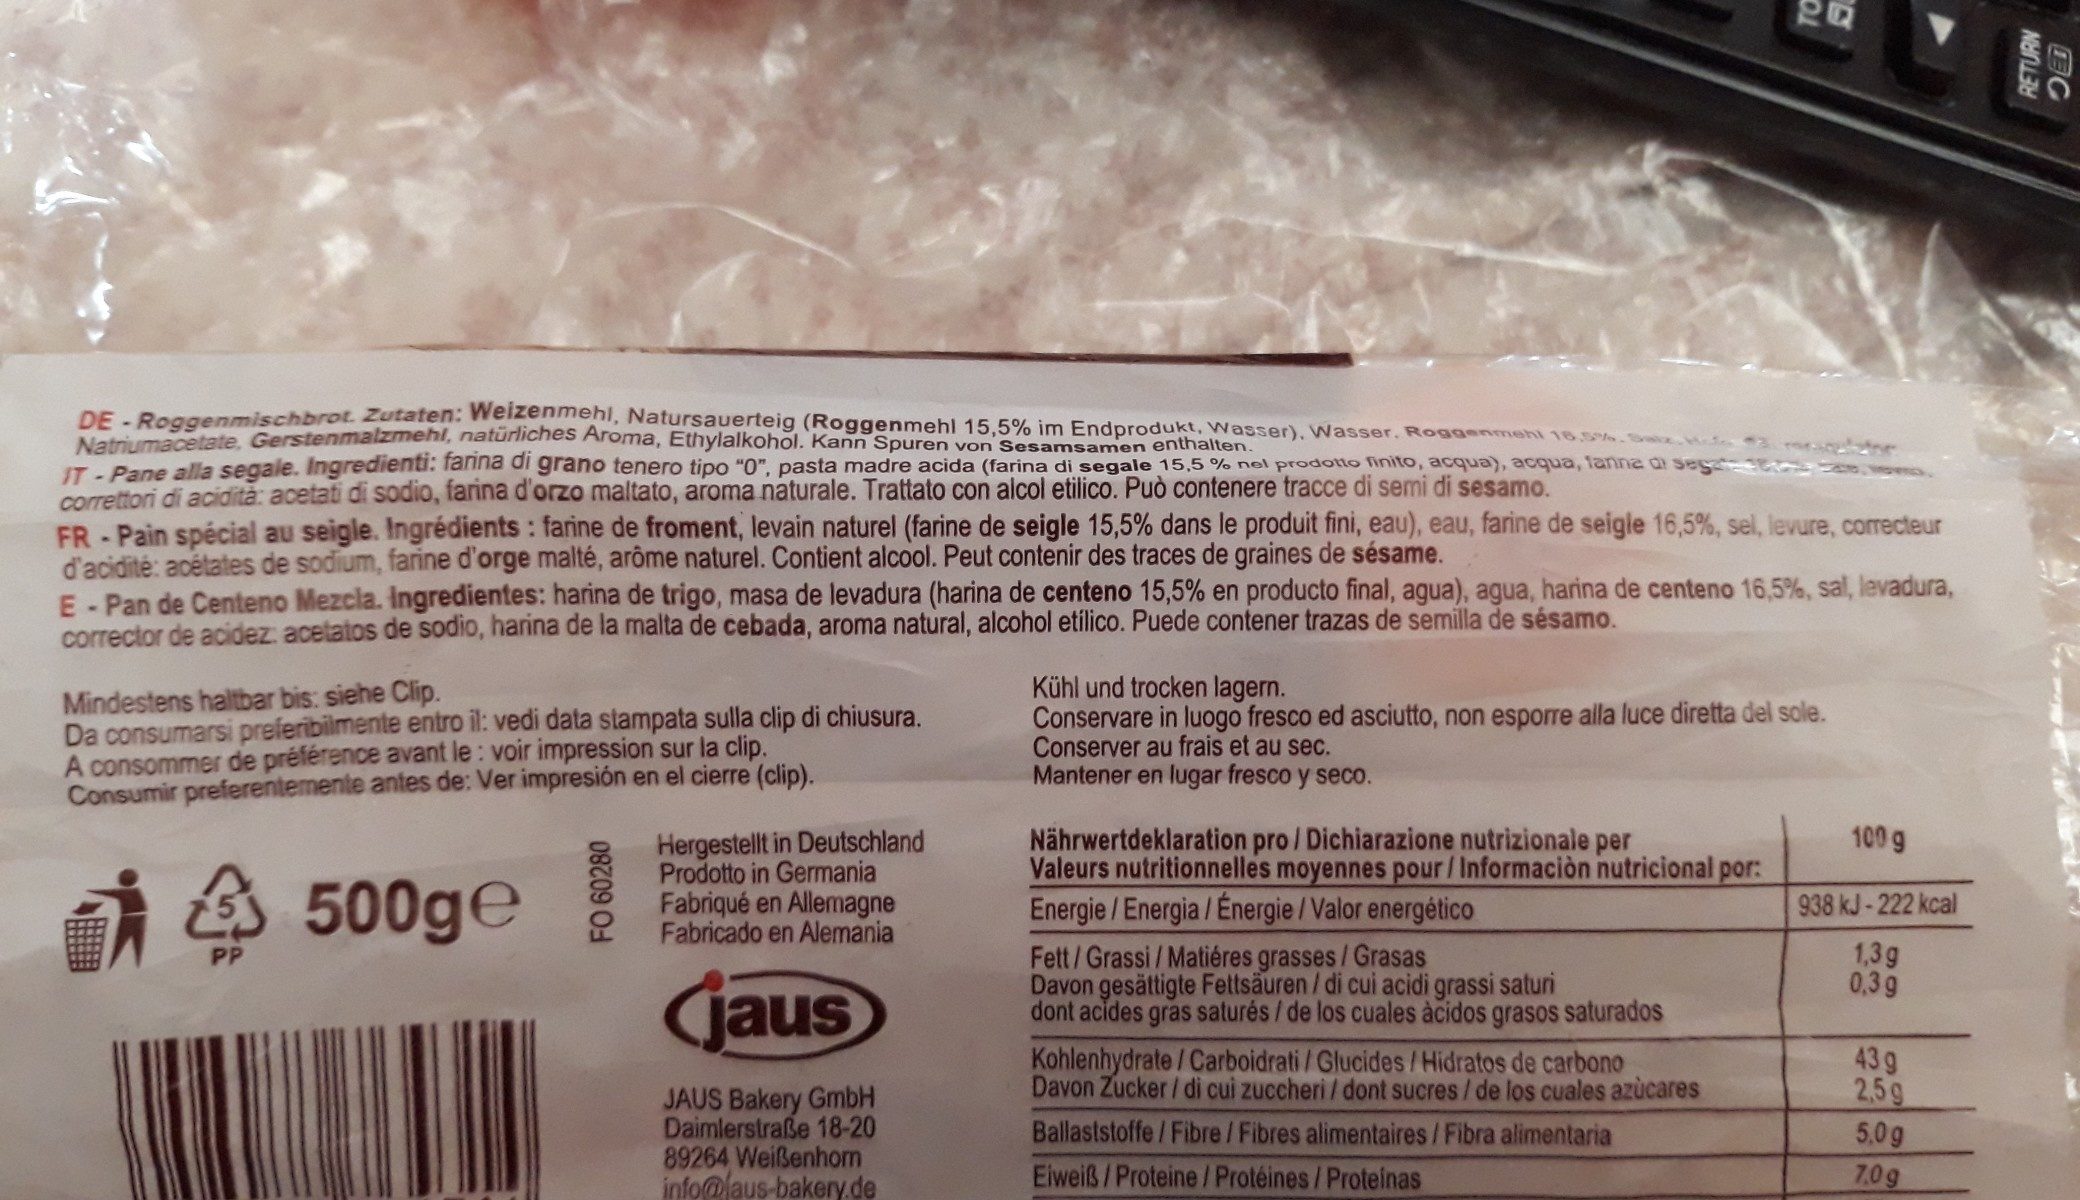 TO
RETURN
DE - Roggenmischbrot. Zutaten: Weizenmehl, Natursauerteig (Roggenmehl 15,5% im Endprodukt, Wasser), Wasser, Roggenmehl 16,5%,
Natriumacetate, Gerstenmalzmehl, natürliches Aroma, Ethylalkohol. Kann Spuren von Sesamsamen enthalten.
IT - Pane alla segale. Ingredienti: farina di grano tenero tipo "0", pasta madre acida (farina di segale 15,5 % nel prodotto finito, acqua), acqua, farina di
correttori di acidità: acetati di sodio, farina d'orzo maltato, aroma naturale. Trattato con alcol etilico. Può contenere tracce di semi di sesamo.
FR - Pain spécial au seigle. Ingrédients : farine de froment, levain naturel (farine de seigle 15,5% dans le produit fini, eau), eau, farine de seigle 16,5%, sel, levure, correcteur
d'acidité: acétates de sodium, farine d'orge malté, arôme naturel. Contient alcool. Peut contenir des traces de graines de sésame.
E - Pan de Centeno Mezcla. Ingredientes: harina de trigo, masa de levadura (harina de centeno 15,5% en producto final, agua), agua, harina de centeno 16,5%, sal, levadura,
corrector de acidez: acetatos de sodio, harina de la malta de cebada, aroma natural, alcohol etílico. Puede contener trazas de semilla de sésamo.
Mindestens haltbar bis: siehe Clip.
Da consumarsi preferibilmente entro il: vedi data stampata sulla clip di chiusura.
A consommer de préférence avant le : voir impression sur la clip.
Consumir preferentemente antes de: Ver impresión en el cierre (clip).
Kühl und trocken lagern.
Conservare in luogo fresco ed asciutto, non esporre alla luce diretta del sole.
Conserver au frais et au sec.
Mantener en lugar fresco y seco.
5
PP
500g e
FO 60280
Hergestellt in Deutschland
Prodotto in Germania
Fabriqué en Allemagne
Fabricado en Alemania
jaus
JAUS Bakery GmbH
Daimlerstraße 18-20
89264 Weißenhorn
info@jaus-bakery.de
Nährwertdeklaration pro / Dichiarazione nutrizionale per
Valeurs nutritionnelles moyennes pour / Informaciòn nutricional por: 100 g
Energie / Energia / Énergie / Valor energético 938 kJ - 222 kcal
Fett / Grassi / Matiéres grasses / Grasas 1,3 g
Davon gesättigte Fettsäuren / di cui acidi grassi saturi 0,3 g
dont acides gras saturés / de los cuales àcidos grasos saturados
Kohlenhydrate / Carboidrati / Glucides / Hidratos de carbono 43 g
Davon Zucker / di cui zuccheri / dont sucres / de los cuales azùcares 2,5 g
Ballaststoffe / Fibre / Fibres alimentaires / Fibra alimentaria 5,0 g
Eiweiß / Proteine / Protéines / Proteinas 7,0 g